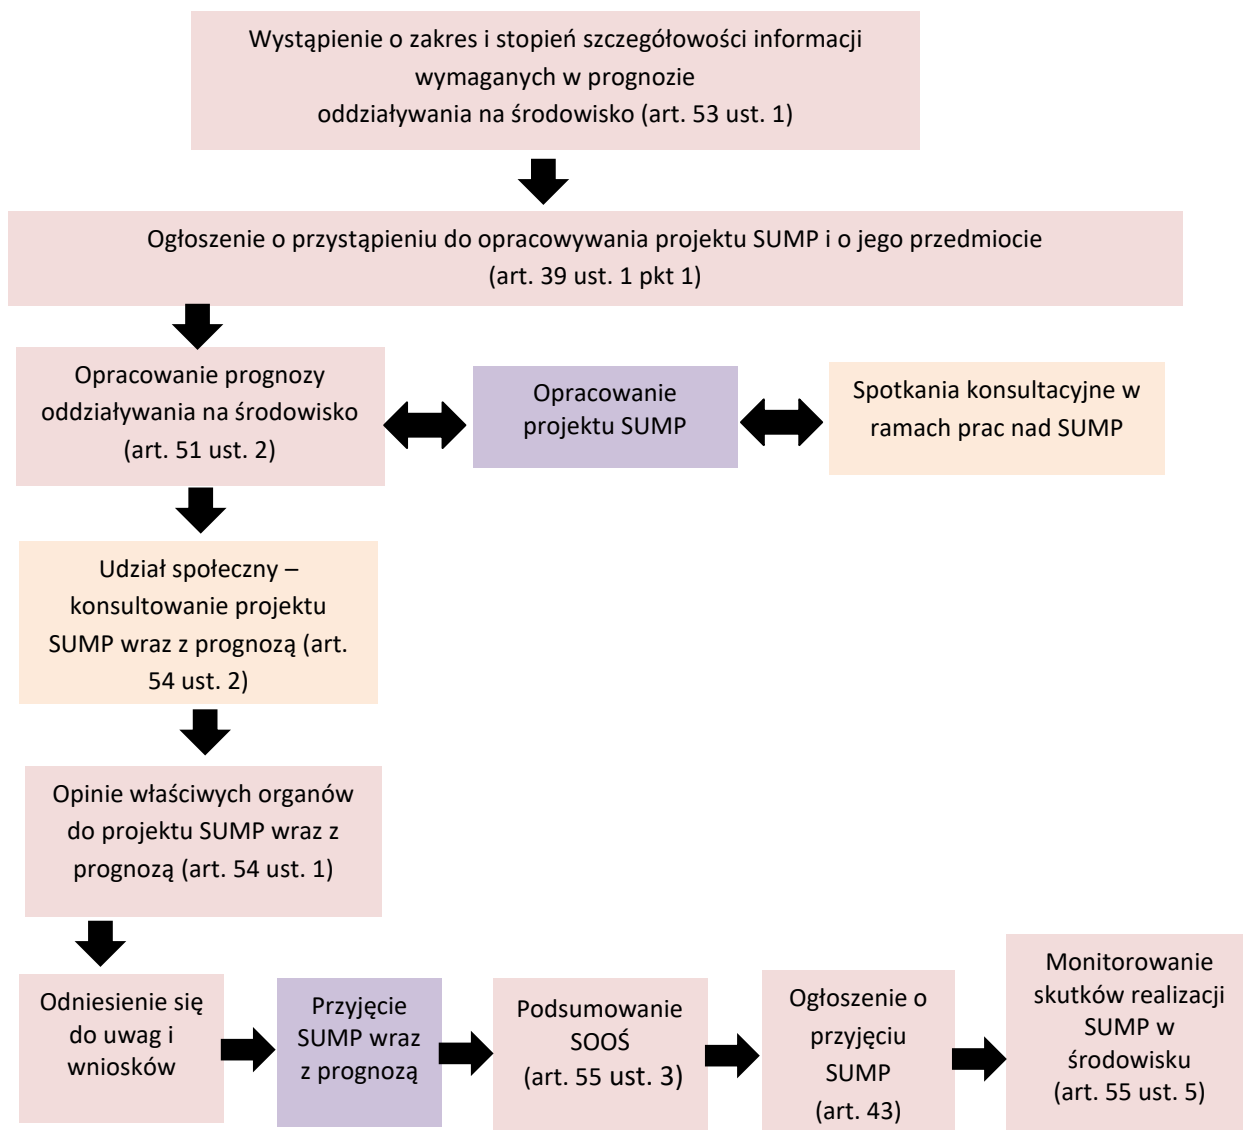 Wystąpienie o zakres i stopień szczegółowości informacji
wymaganych w prognozie
oddziaływania na środowisko (art. 53 ust. 1)
Ogłoszenie o przystąpieniu do opracowywania projektu SUMP i o jego przedmiocie
(art. 39 ust. 1 pkt 1)
Opracowanie prognozy
oddziaływania na środowisko
(art. 51 ust. 2)
Opracowanie
projektu SUMP
Spotkania konsultacyjne w
ramach prac nad SUMP
Udział społeczny –
konsultowanie projektu
SUMP wraz z prognozą (art.
54 ust. 2)
Opinie właściwych organów
do projektu SUMP wraz z
prognozą (art. 54 ust. 1)
Odniesienie się
do uwag i
wniosków
Przyjęcie
SUMP wraz
z prognozą
Podsumowanie
SOOŚ
(art. 55 ust. 3)
Ogłoszenie o
przyjęciu
SUMP
(art. 43)
Monitorowanie
skutków realizacji
SUMP w
środowisku
(art. 55 ust. 5)